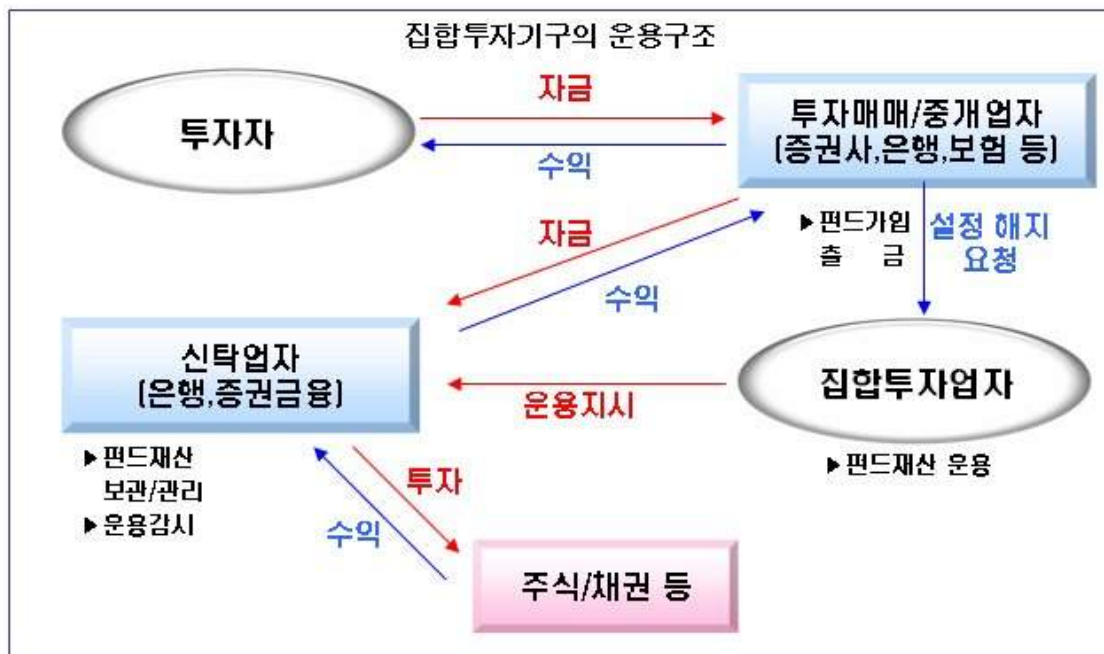 집합투자기구의 운용구조
투자자
자금
수익
투자매매/중개업자
(증권사,은행,보험 등)
자금
수익
▶펀드가입
출 금
설정 해지
요청
신탁업자
(은행,증권금융)
운용지시
집합투자업자
▶펀드재산
보관/관리
▶운용감시
투자
수익
▶펀드재산 운용
주식/채권 등